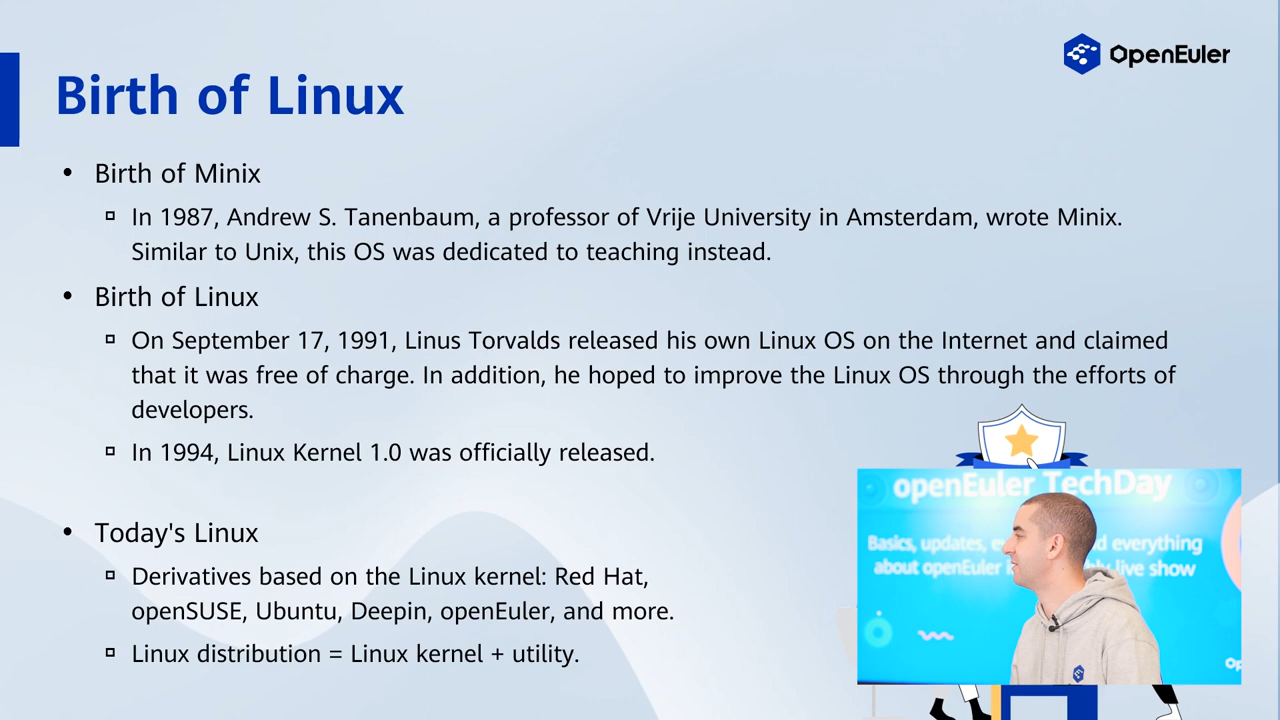 OpenEuler
Birth of Linux
• Birth of Minix
▫ In 1987, Andrew S. Tanenbaum, a professor of Vrije University in Amsterdam, wrote Minix.
Similar to Unix, this OS was dedicated to teaching instead.
• Birth of Linux
▫ On September 17, 1991, Linus Torvalds released his own Linux OS on the Internet and claimed
that it was free of charge. In addition, he hoped to improve the Linux OS through the efforts of
developers.
▫ In 1994, Linux Kernel 1.0 was officially released.
• Today's Linux
▫ Derivatives based on the Linux kernel: Red Hat,
openSUSE, Ubuntu, Deepin, openEuler, and more.
▫ Linux distribution = Linux kernel + utility.
openEuler TechDay
Basics, updates, everything
about openEuler live show